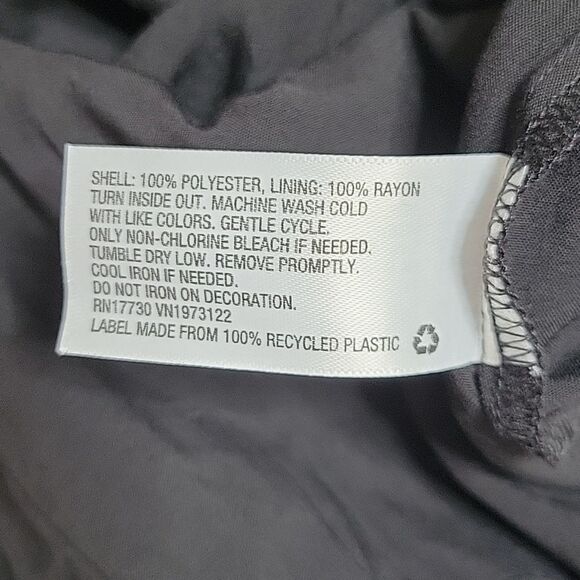 SHELL: 100% POLYESTER, LINING: 100% RAYON
TURN INSIDE OUT. MACHINE WASH COLD
WITH LIKE COLORS. GENTLE CYCLE.
ONLY NON-CHLORINE BLEACH IF NEEDED.
TUMBLE DRY LOW. REMOVE PROMPTLY.
COOL IRON IF NEEDED.
DO NOT IRON ON DECORATION.
RN17730 VN1973122
LABEL MADE FROM 100% RECYCLED PLASTIC